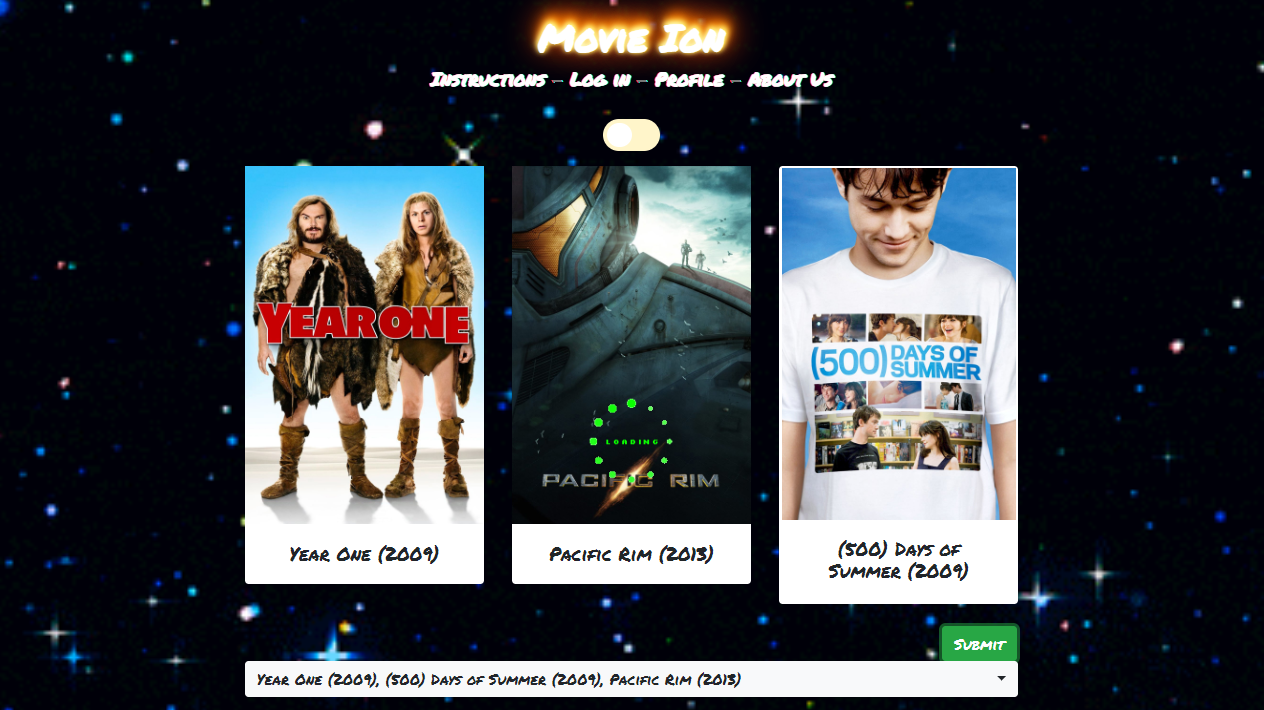 Movie Ion
Instructions – Log in – Profile – About Us
YEAR ONE
LOADING
PACIFIC RIM
(500) DAYS OF
SUMMER
Year One (2009)
Pacific Rim (2013)
(500) Days of
Summer (2009)
Submit
Year One (2009), (500) Days of Summer (2009), Pacific Rim (2013)